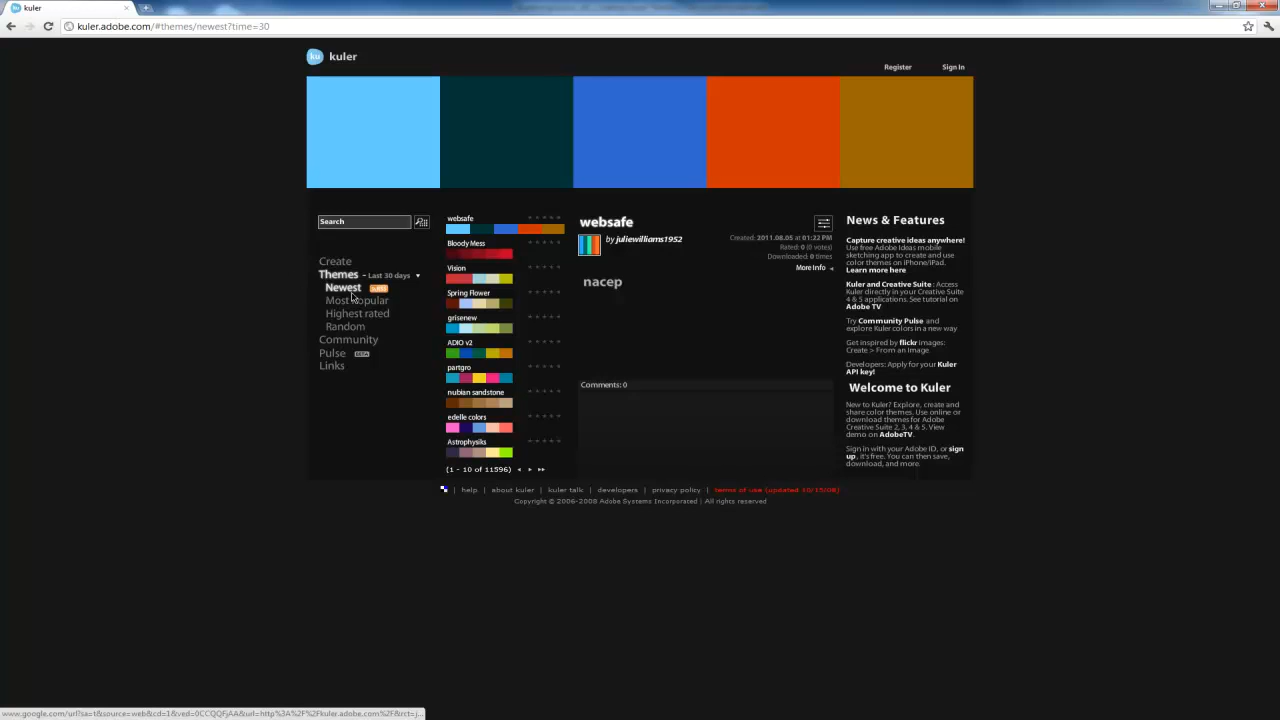 kuler
kuler.adobe.com/#themes/newest?time=30
ku kuler
Register Sign In
Search
Create
Themes - Last 30 days
Newest
Most popular
Highest rated
Random
Community
Pulse BETA
Links
websafe
Bloody Mess
Vision
Spring Flower
grisenew
ADIO v2
partgro
nubian sandstone
edelle colors
Astrophysiks
(1 - 10 of 11596)
websafe
by juliewilliams1952
Created: 2011.08.05 at 01:22 PM
Rated: 0 (0 votes)
Downloaded: 0 times
More Info
nacep
Comments: 0
News & Features
Capture creative ideas anywhere!
Use free Adobe Ideas mobile
sketching app to create and use
color themes on iPhone/iPad.
Learn more here
Kuler and Creative Suite : Access
Kuler directly in your Creative Suite
4 & 5 applications. See tutorial on
Adobe TV
Try Community Pulse and
explore Kuler colors in a new way
Get inspired by flickr images:
Create > From an Image.
Developers: Apply for your Kuler
API key!
Welcome to Kuler
New to Kuler? Explore, create and
share color themes. Use online or
download themes for Adobe
Creative Suite 2, 3, 4 & 5. View
demo on AdobeTV.
Sign in with your Adobe ID, or sign
up, it's free. You can then save,
download, and more.
help | about kuler | kuler talk | developers | privacy policy | terms of use (updated 10/15/08)
Copyright © 2006-2008 Adobe Systems Incorporated | All rights reserved